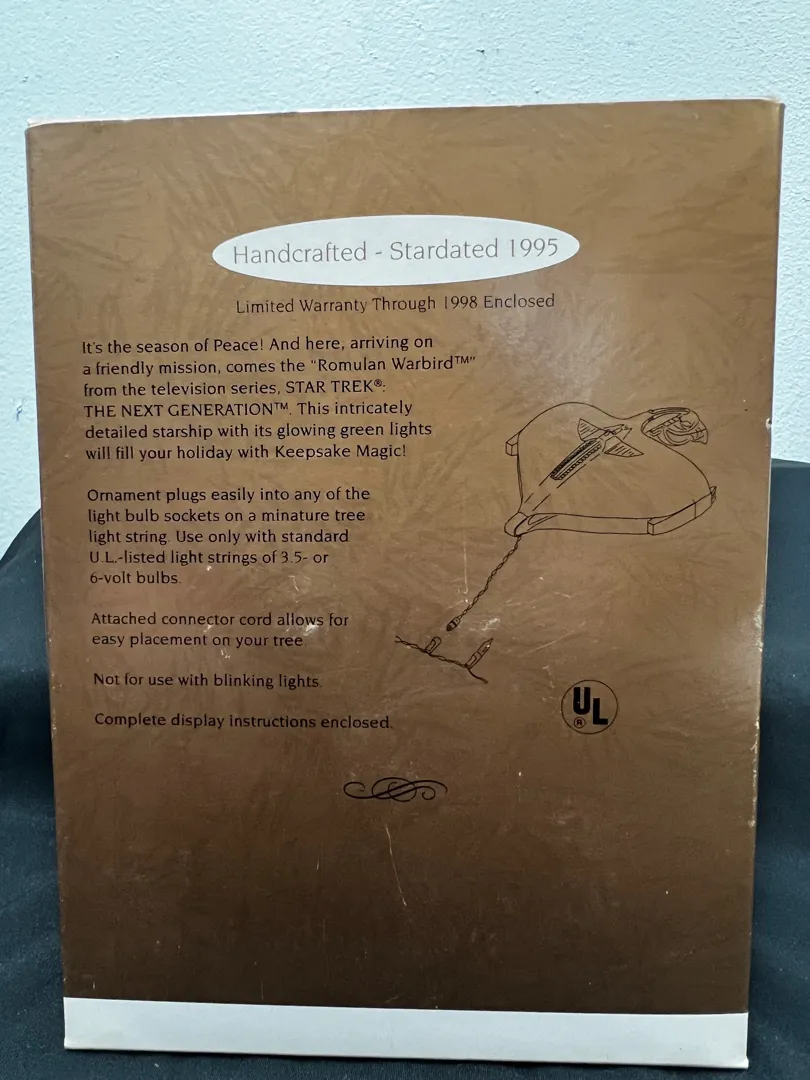 Handcrafted - Stardated 1995
Limited Warranty Through 1998 Enclosed
It's the season of Peace! And here, arriving on
a friendly mission, comes the "Romulan Warbird™"
from the television series, STAR TREK®:
THE NEXT GENERATION™. This intricately
detailed starship with its glowing green lights
will fill your holiday with Keepsake Magic!
Ornament plugs easily into any of the
light bulb sockets on a minature tree
light string. Use only with standard
U.L.-listed light strings of 3.5- or
6-volt bulbs.
Attached connector cord allows for
easy placement on your tree.
Not for use with blinking lights.
Complete display instructions enclosed.
UL®